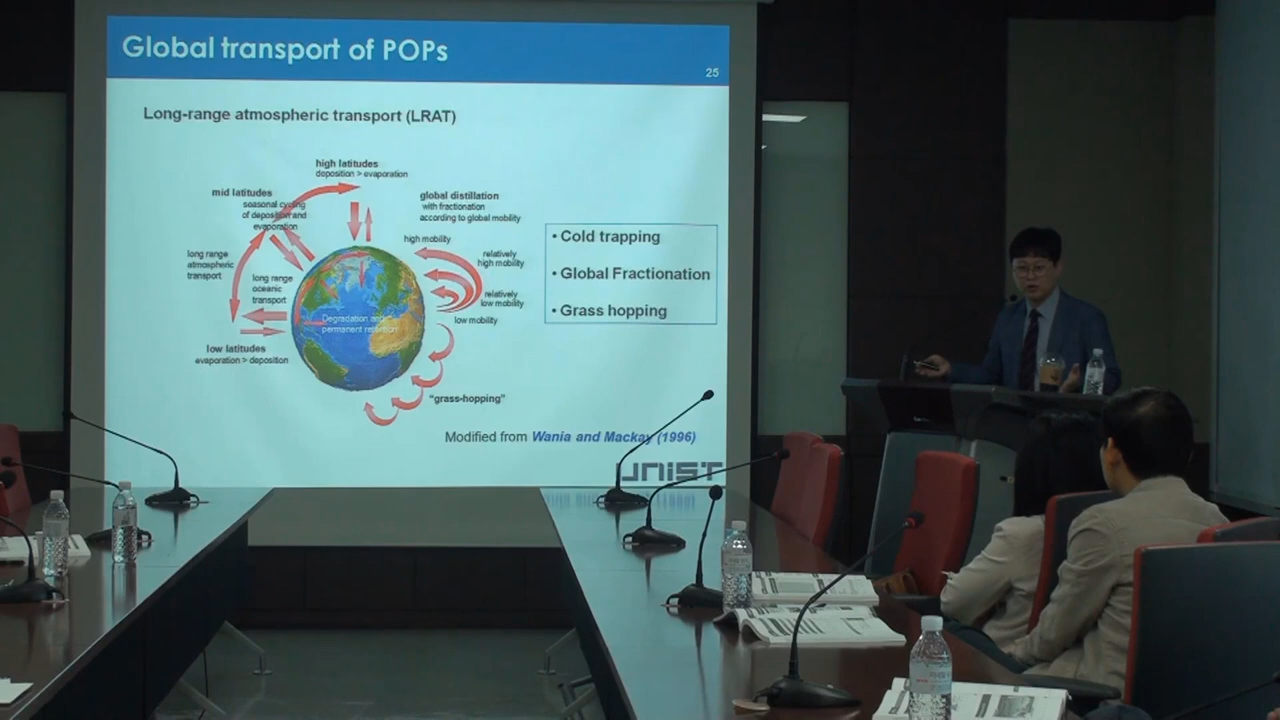 Global transport of POPs
25
Long-range atmospheric transport (LRAT)
high latitudes
deposition > evaporation
mid latitudes
seasonal cycling
of deposition and
evaporation
global distillation
with fractionation
according to global mobility
high mobility
relatively
high mobility
long range
atmospheric
transport
long range
oceanic
transport
relatively
low mobility
low mobility
Degradation and
permanent retention
low latitudes
evaporation > deposition
"grass-hopping"
• Cold trapping
• Global Fractionation
• Grass hopping
Modified from Wania and Mackay (1996)
UNIST